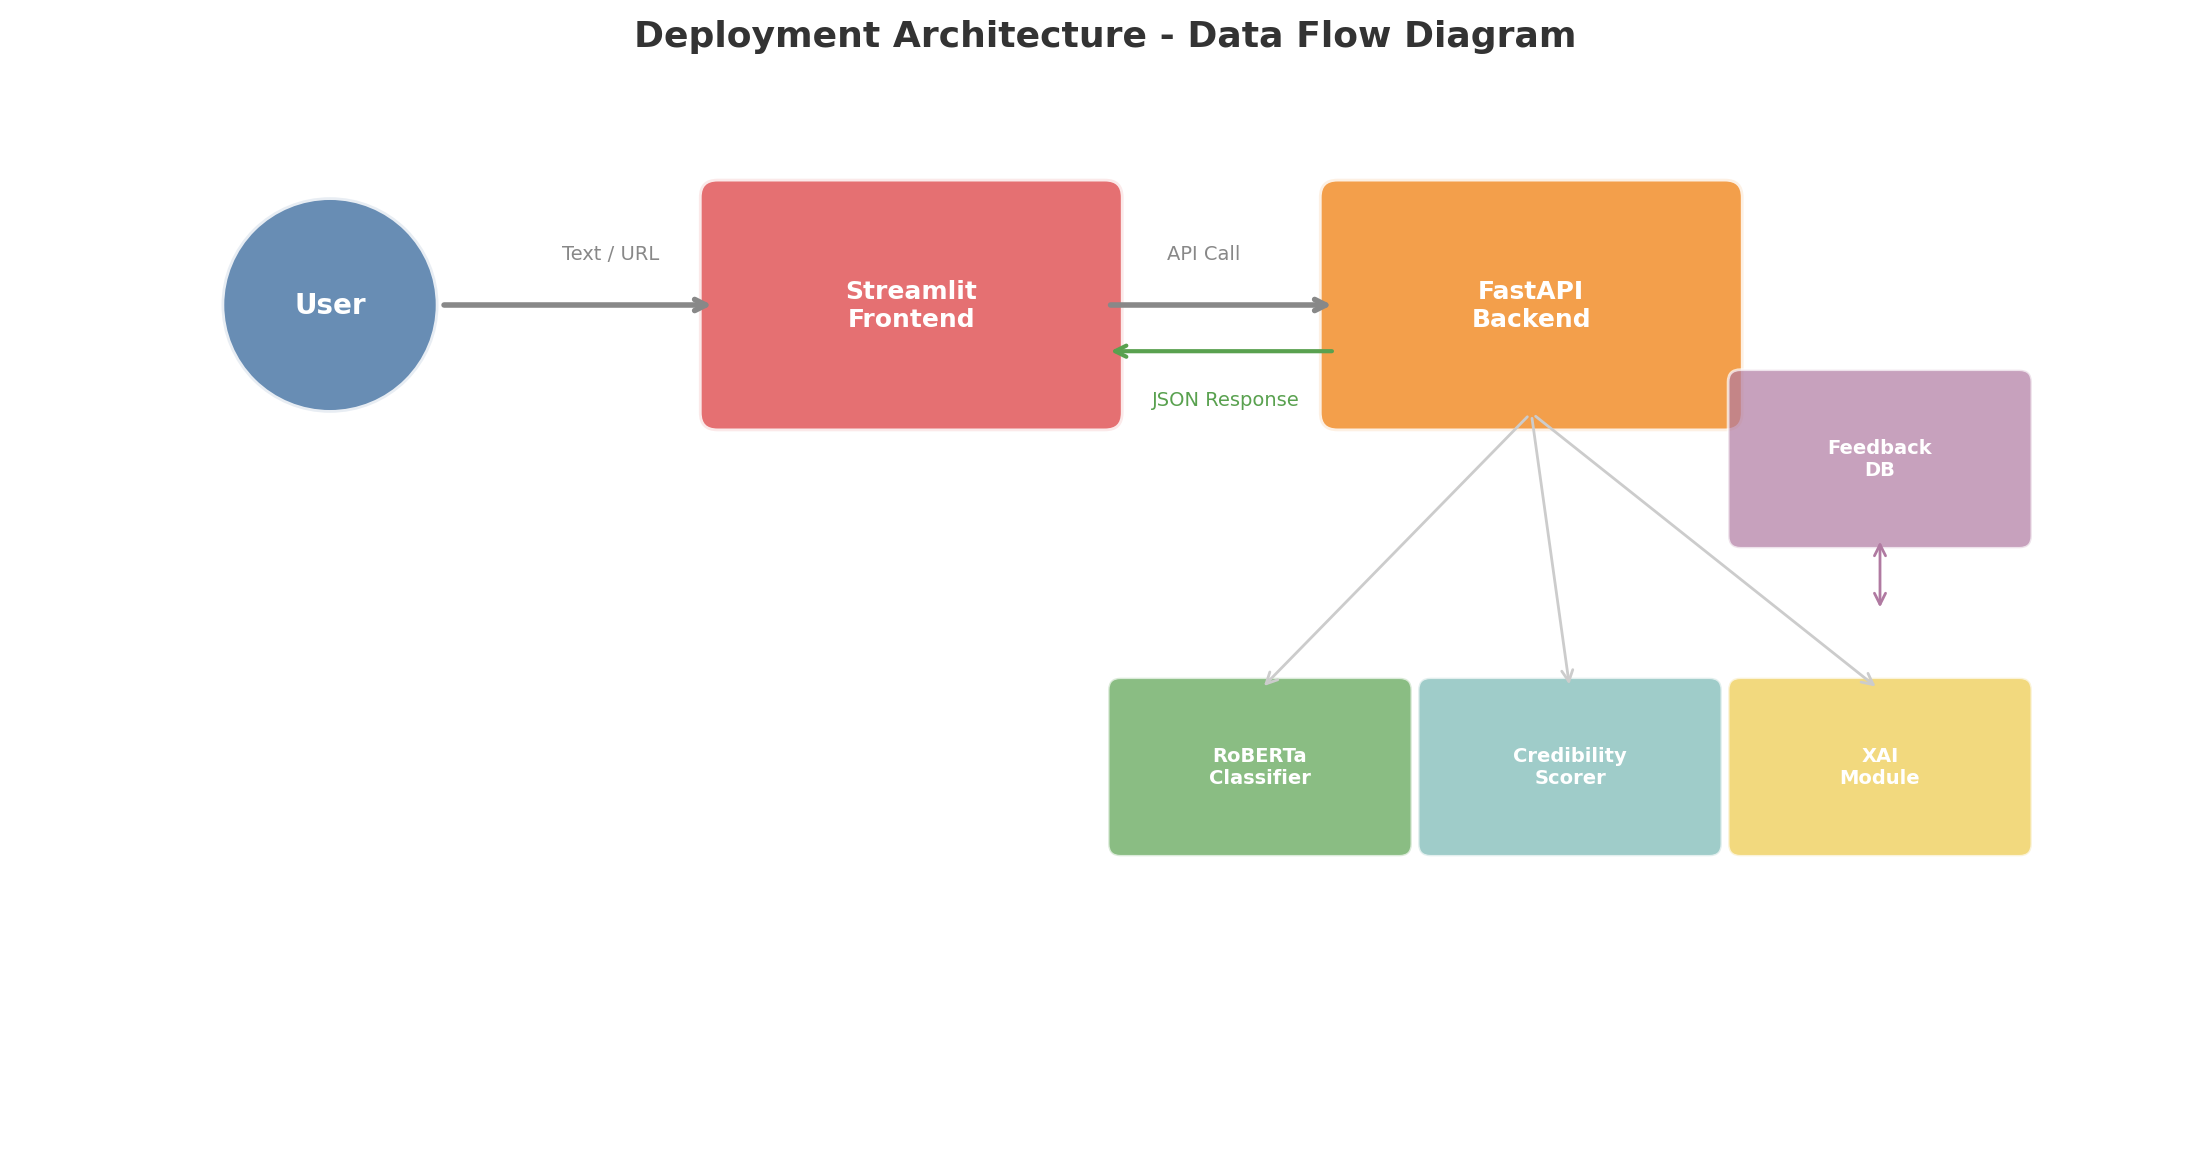 Deployment Architecture - Data Flow Diagram
User
Text / URL
Streamlit
Frontend
API Call
JSON Response
FastAPI
Backend
Feedback
DB
RoBERTa
Classifier
Credibility
Scorer
XAI
Module